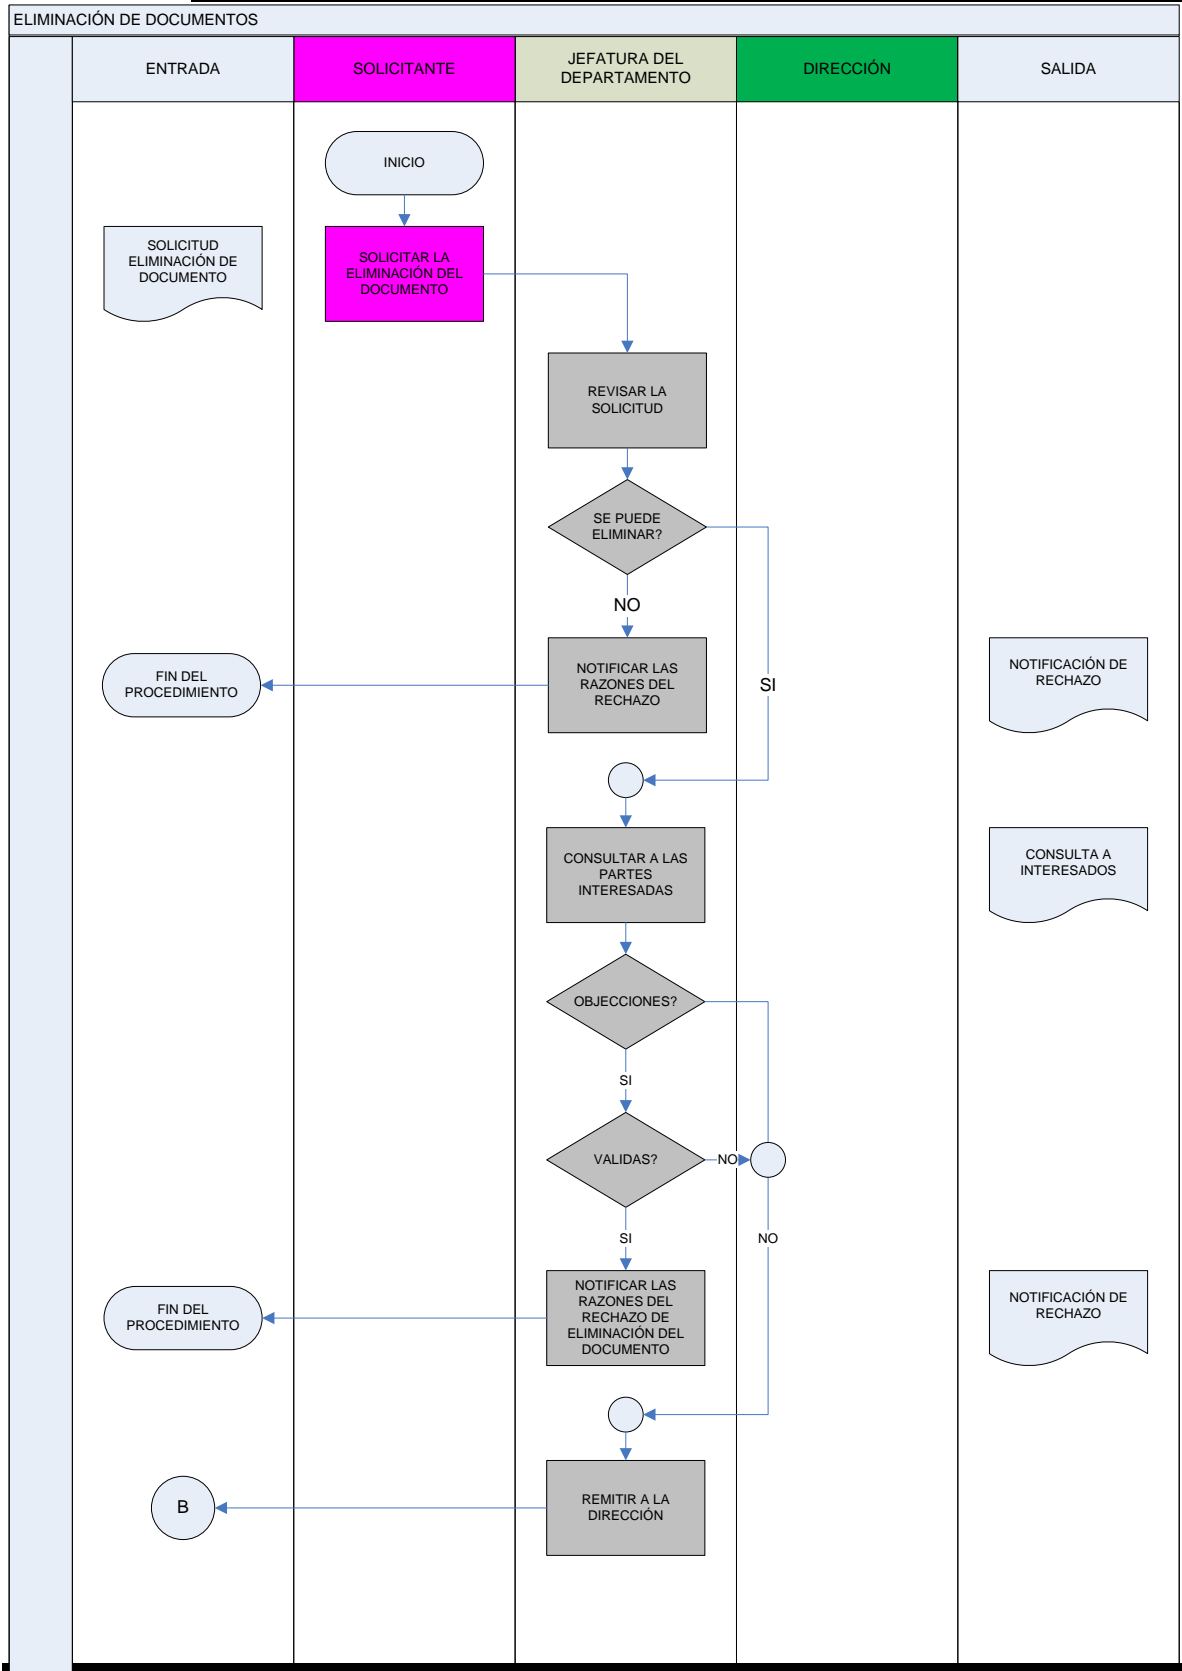 ELIMINACIÓN DE DOCUMENTOS
ENTRADA
SOLICITANTE
JEFATURA DEL
DEPARTAMENTO
DIRECCIÓN
SALIDA
INICIO
SOLICITUD
ELIMINACIÓN DE
DOCUMENTO
SOLICITAR LA
ELIMINACIÓN DEL
DOCUMENTO
REVISAR LA
SOLICITUD
SE PUEDE
ELIMINAR?
NO
SI
FIN DEL
PROCEDIMIENTO
NOTIFICAR LAS
RAZONES DEL
RECHAZO
NOTIFICACIÓN DE
RECHAZO
CONSULTAR A LAS
PARTES
INTERESADAS
CONSULTA A
INTERESADOS
OBJECCIONES?
SI
VALIDAS?
NO
SI
NO
FIN DEL
PROCEDIMIENTO
NOTIFICAR LAS
RAZONES DEL
RECHAZO DE
ELIMINACIÓN DEL
DOCUMENTO
NOTIFICACIÓN DE
RECHAZO
B
REMITIR A LA
DIRECCIÓN